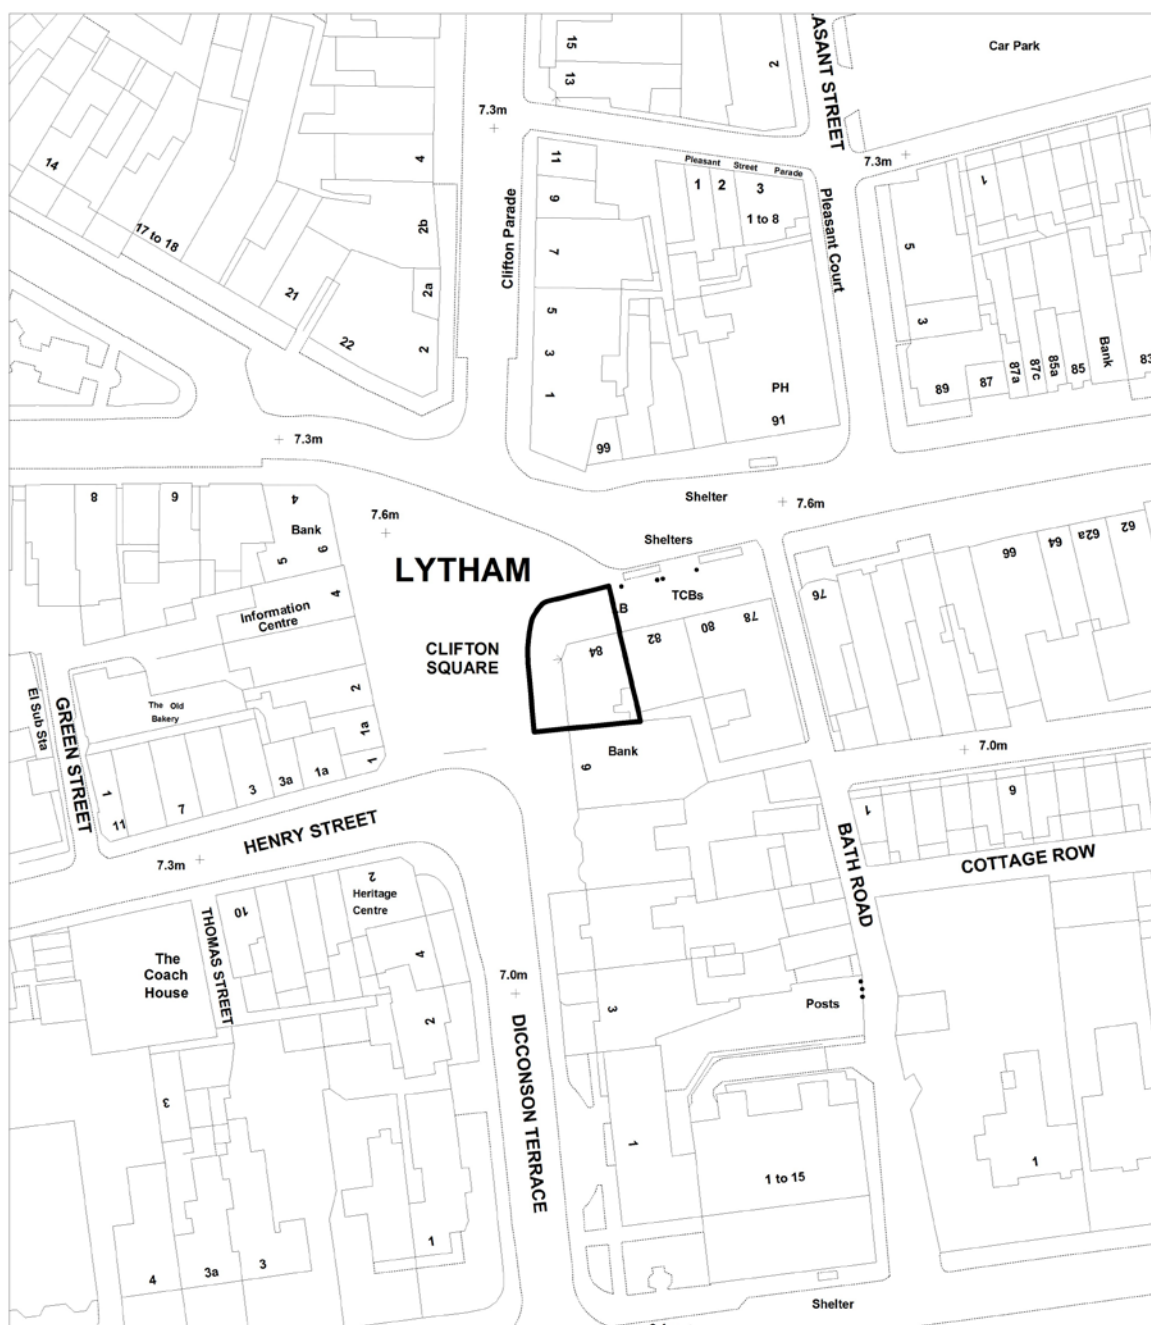 15
13
2
ASANT STREET
Car Park
7.3m
7.3m
14
4
11
Pleasant Street Parade
1
2
3
1 to 8
1
9
Clifton Parade
Pleasant Court
2b
17 to 18
7
5
21
2a
5
3
22
2
3
1
Bank
83
87a
87c
85a
85
89
87
PH
91
7.3m
99
8
6
4
Bank
6
5
7.6m
Shelter
7.6m
Shelters
LYTHAM
66
64
62a
62
Information
Centre
4
B
TCBs
76
CLIFTON
SQUARE
84
82
80
78
El Sub Sta
GREEN STREET
The Old
Bakery
2
1a
1
Bank
7.0m
1
11
7
3
3a
1a
6
9
1
HENRY STREET
7.3m
BATH ROAD
COTTAGE ROW
2
Heritage
Centre
10
THOMAS STREET
The
Coach
House
4
7.0m
2
3
Posts
DICCONSON TERRACE
3
1
1 to 15
1
4
3a
3
1
Shelter